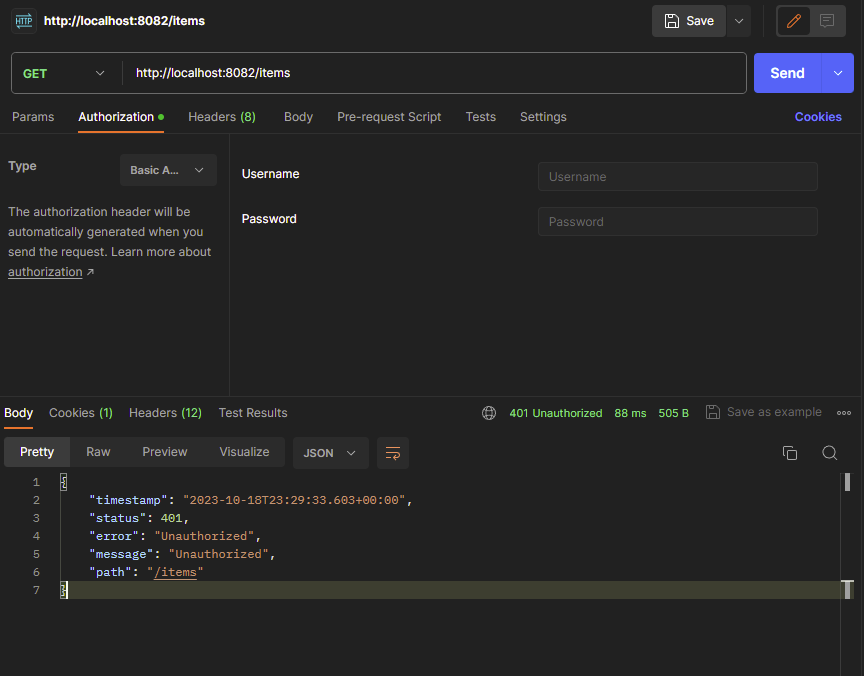 HTTP http://localhost:8082/items Save
GET http://localhost:8082/items Send
Params Authorization Headers (8) Body Pre-request Script Tests Settings Cookies
Type Basic A...
The authorization header will be
automatically generated when you
send the request. Learn more about
authorization ↗
Username Username
Password Password
Body Cookies (1) Headers (12) Test Results 401 Unauthorized 88 ms 505 B Save as example
Pretty Raw Preview Visualize JSON
1 {
2 "timestamp": "2023-10-18T23:29:33.603+00:00",
3 "status": 401,
4 "error": "Unauthorized",
5 "message": "Unauthorized",
6 "path": "/items"
7 }